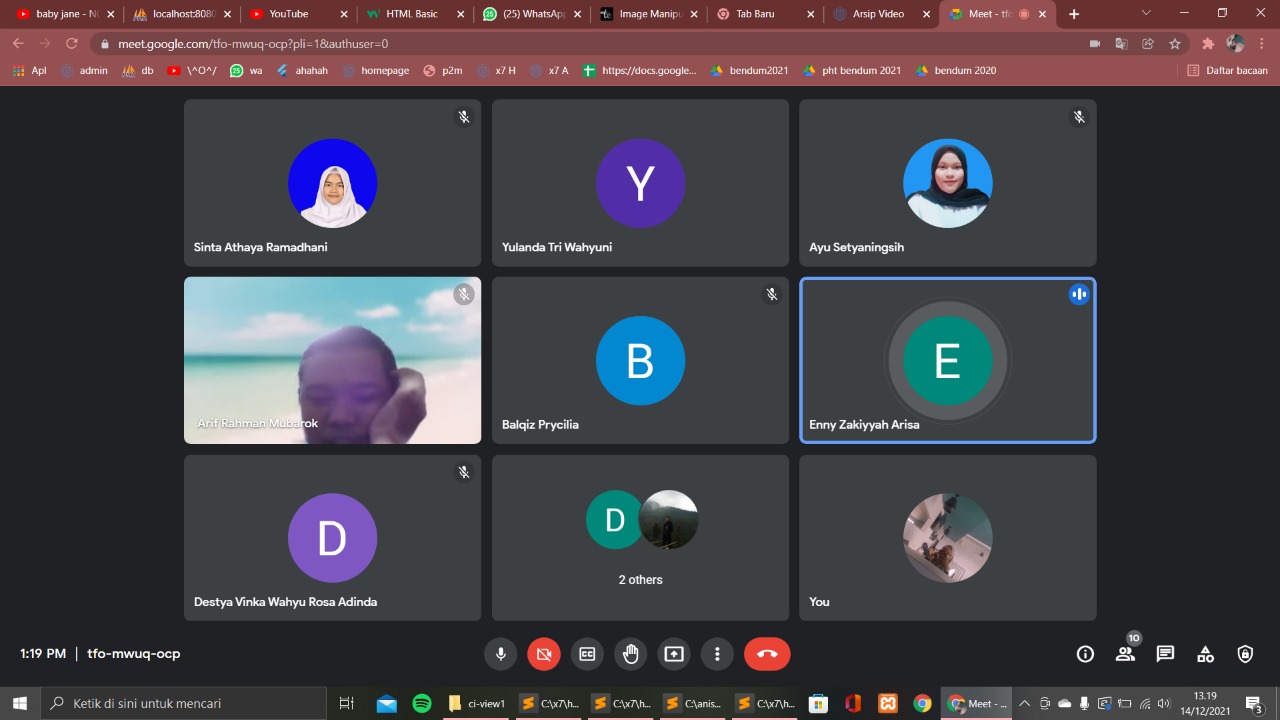 baby jane - N
localhost:8080
YouTube
HTML Basic
(25) WhatsAp
Image Manipu
Tab Baru
Arsip Video
Meet - tfo
meet.google.com/tfo-mwuq-ocp?pli=1&authuser=0
Apl
admin
db
\^O^/
wa
ahahah
homepage
p2m
x7 H
x7 A
https://docs.google...
bendum2021
pht bendum 2021
bendum 2020
Daftar bacaan
Sinta Athaya Ramadhani
Y
Yulanda Tri Wahyuni
Ayu Setyaningsih
Arif Rahman Mubarok
B
Balqiz Prycilia
E
Enny Zakiyyah Arisa
D
Destya Vinka Wahyu Rosa Adinda
D
2 others
You
1:19 PM | tfo-mwuq-ocp
10
Ketik di sini untuk mencari
ci-view1
C:\x7\h...
C:\x7\h...
C:\anis...
C:\x7\h...
Meet - ...
13.19
14/12/2021
3